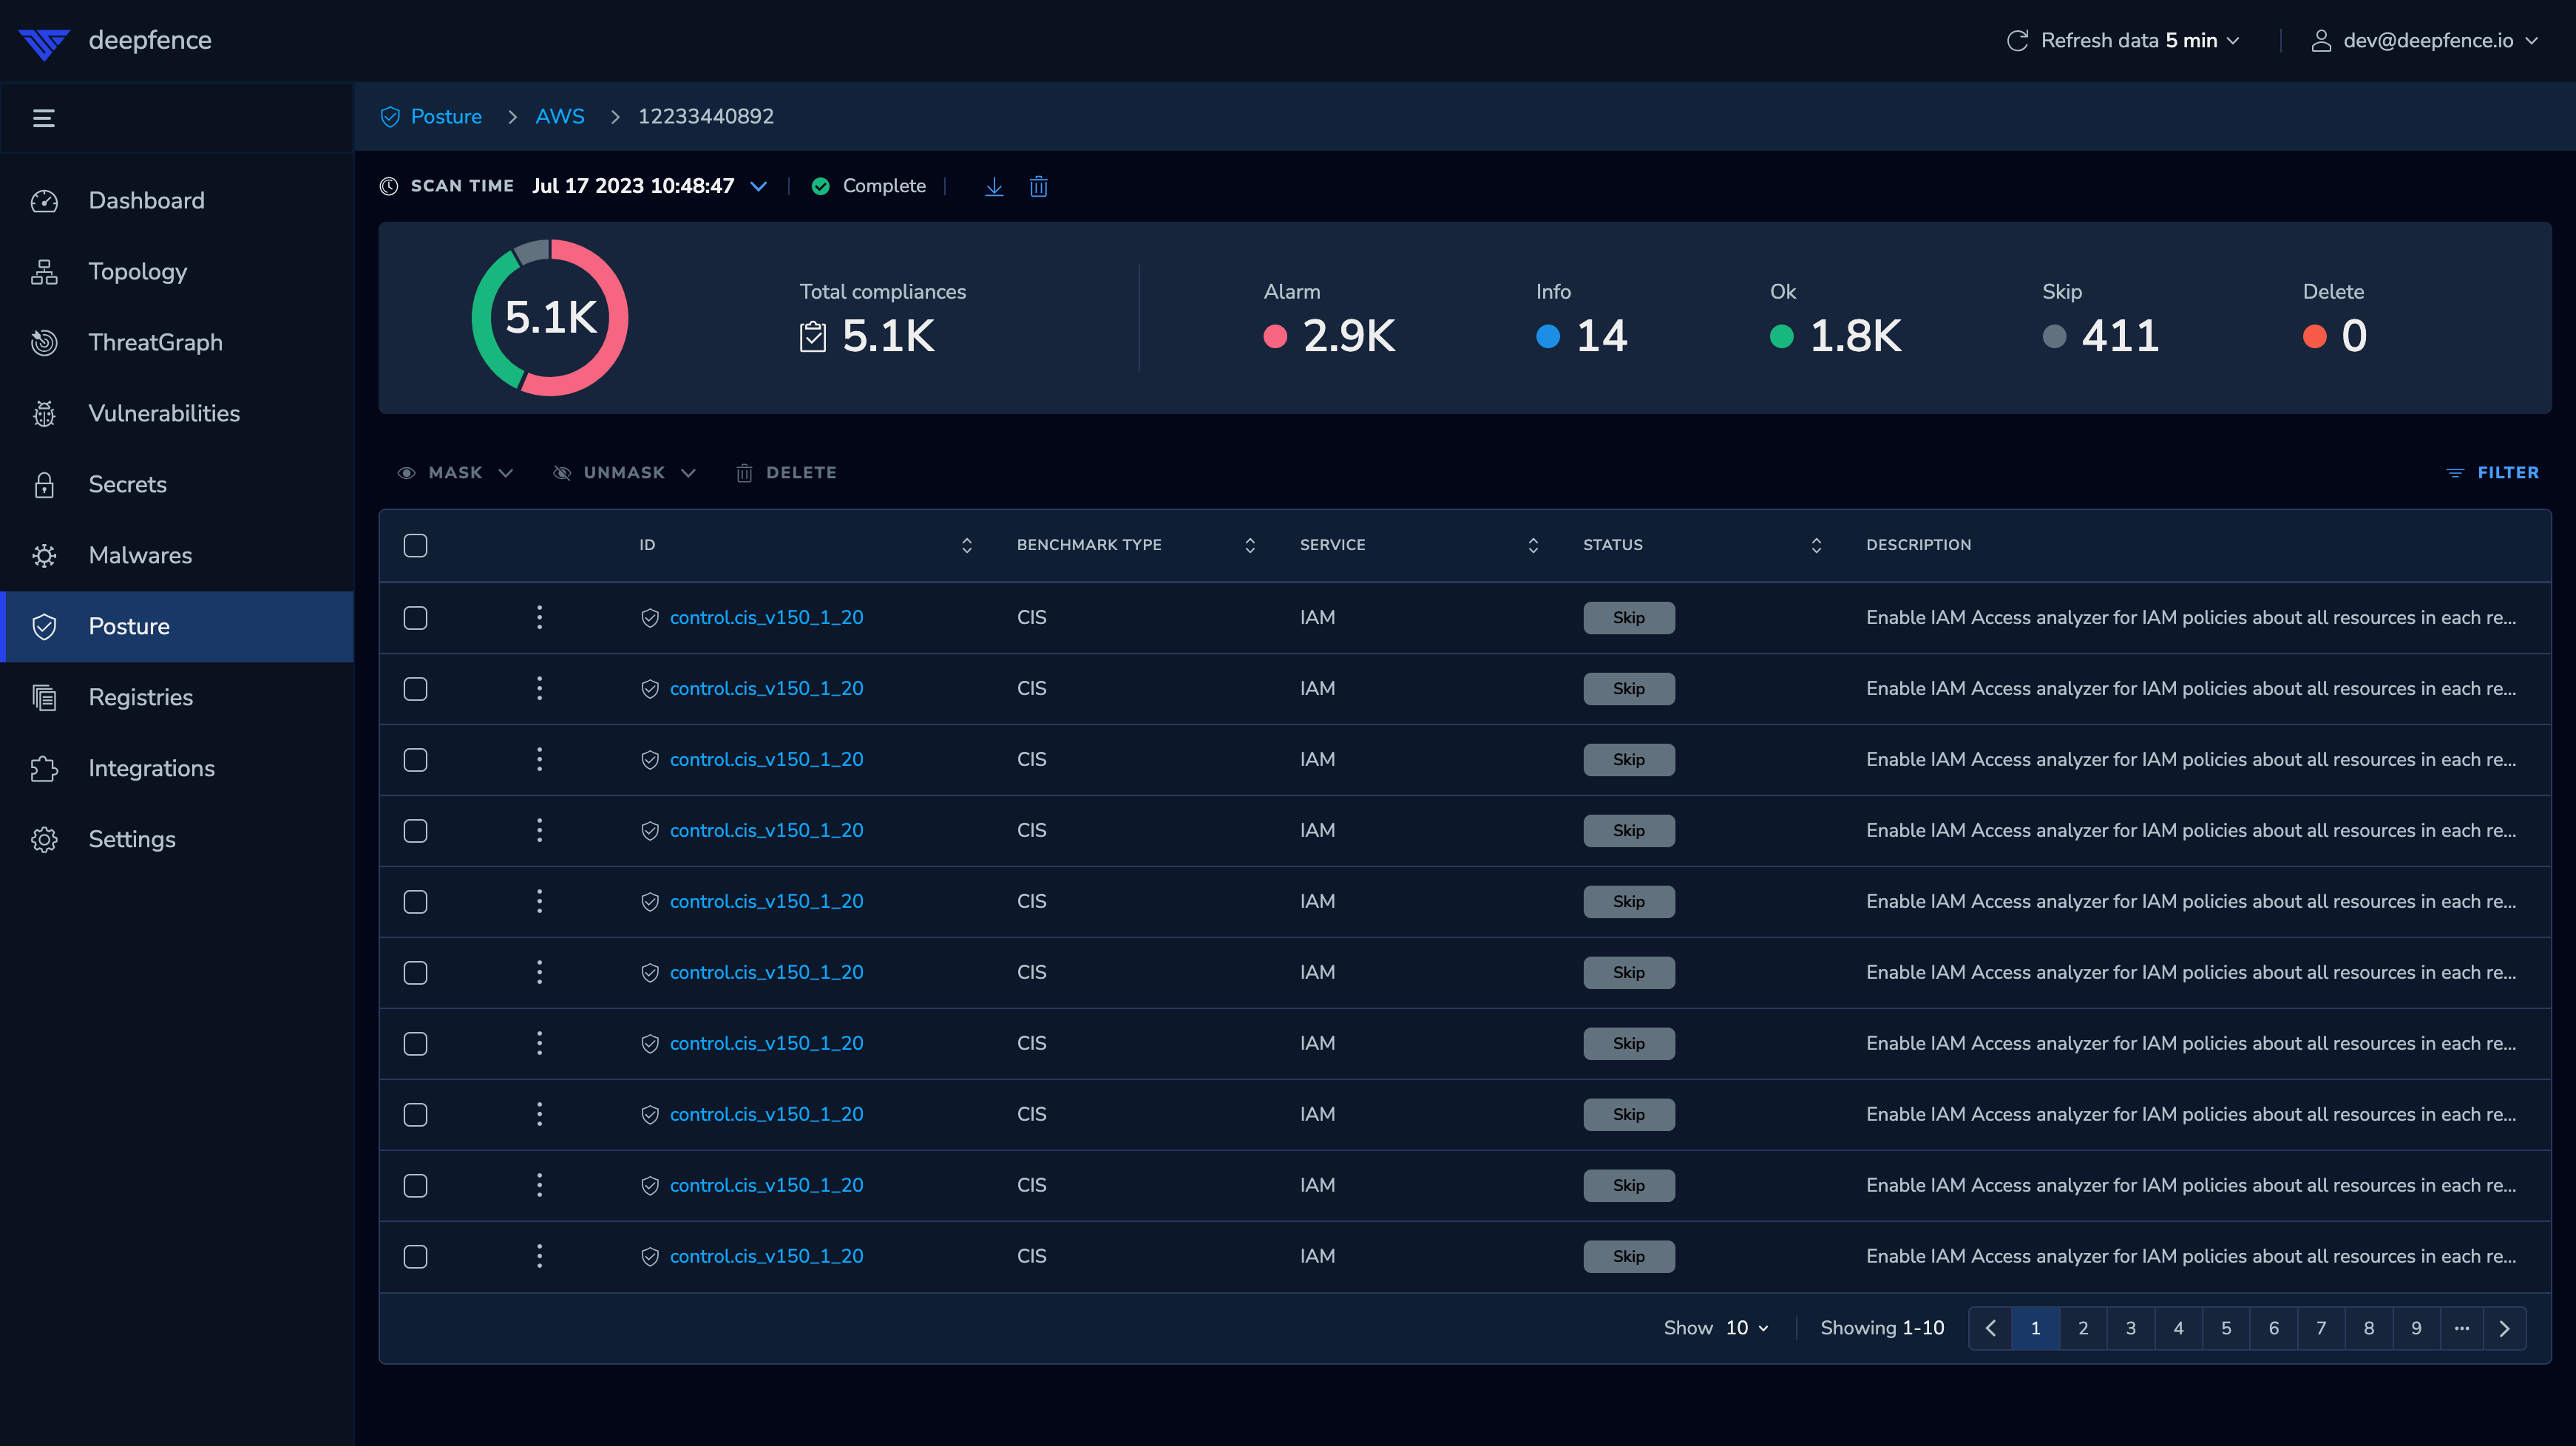 deepfence
Refresh data 5 min
dev@deepfence.io
Posture
AWS
12233440892
SCAN TIME Jul 17 2023 10:48:47
Complete
Dashboard
Topology
ThreatGraph
Vulnerabilities
Secrets
Malwares
Posture
Registries
Integrations
Settings
5.1K
Total compliances
5.1K
Alarm
2.9K
Info
14
Ok
1.8K
Skip
411
Delete
0
MASK
UNMASK
DELETE
FILTER
ID BENCHMARK TYPE SERVICE STATUS DESCRIPTION
control.cis_v150_1_20 CIS IAM Skip Enable IAM Access analyzer for IAM policies about all resources in each re...
control.cis_v150_1_20 CIS IAM Skip Enable IAM Access analyzer for IAM policies about all resources in each re...
control.cis_v150_1_20 CIS IAM Skip Enable IAM Access analyzer for IAM policies about all resources in each re...
control.cis_v150_1_20 CIS IAM Skip Enable IAM Access analyzer for IAM policies about all resources in each re...
control.cis_v150_1_20 CIS IAM Skip Enable IAM Access analyzer for IAM policies about all resources in each re...
control.cis_v150_1_20 CIS IAM Skip Enable IAM Access analyzer for IAM policies about all resources in each re...
control.cis_v150_1_20 CIS IAM Skip Enable IAM Access analyzer for IAM policies about all resources in each re...
control.cis_v150_1_20 CIS IAM Skip Enable IAM Access analyzer for IAM policies about all resources in each re...
control.cis_v150_1_20 CIS IAM Skip Enable IAM Access analyzer for IAM policies about all resources in each re...
control.cis_v150_1_20 CIS IAM Skip Enable IAM Access analyzer for IAM policies about all resources in each re...
Show 10 Showing 1-10 1 2 3 4 5 6 7 8 9 ...